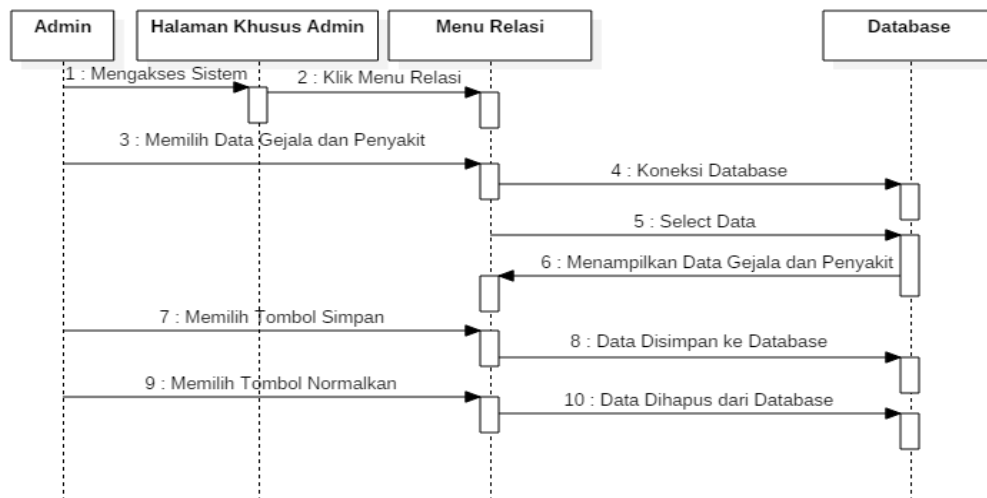 Admin
Halaman Khusus Admin
Menu Relasi
Database
1 : Mengakses Sistem
2 : Klik Menu Relasi
3 : Memilih Data Gejala dan Penyakit
4 : Koneksi Database
5 : Select Data
6 : Menampilkan Data Gejala dan Penyakit
7 : Memilih Tombol Simpan
8 : Data Disimpan ke Database
9 : Memilih Tombol Normalkan
10 : Data Dihapus dari Database